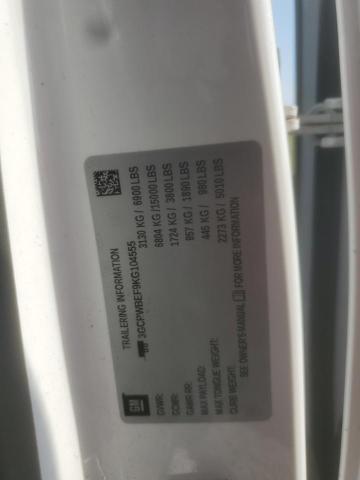 GM
TRAILERING INFORMATION
3GCPWBEF9KG104555
GVWR: 3130 KG / 6900 LBS
GCWR: 6804 KG /15000 LBS
GAWR RR: 1724 KG / 3800 LBS
MAX PAYLOAD: 857 KG / 1890 LBS
MAX TONGUE WEIGHT: 445 KG / 980 LBS
CURB WEIGHT: 2273 KG / 5010 LBS
SEE OWNER'S MANUAL FOR MORE INFORMATION